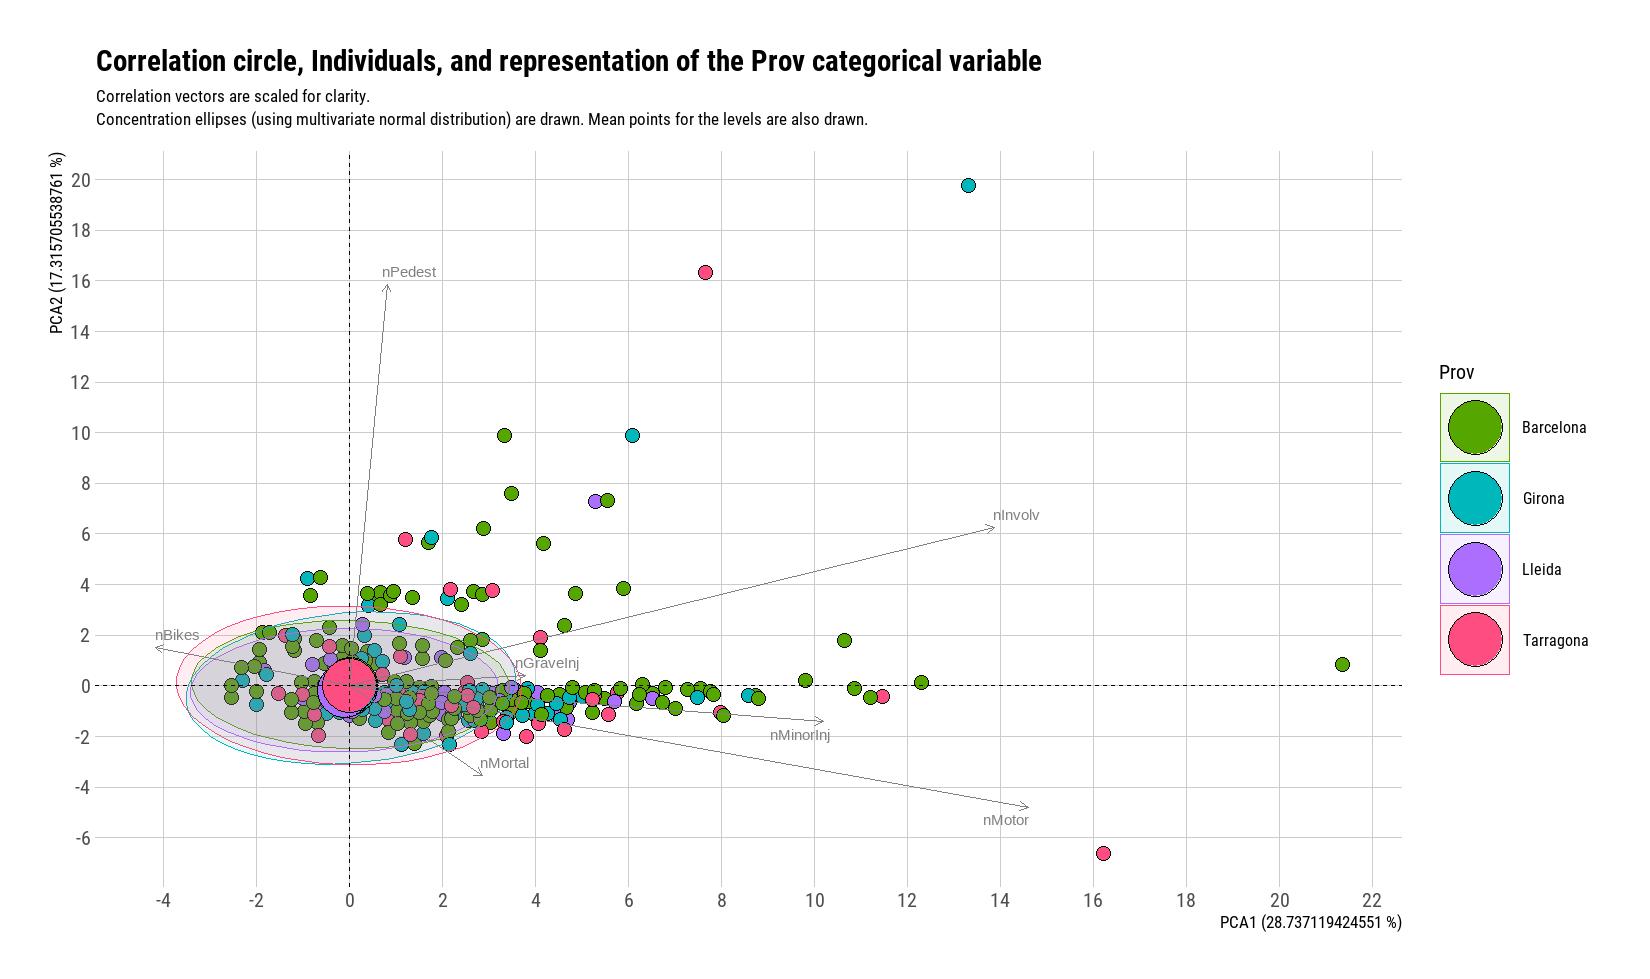 Correlation circle, Individuals, and representation of the Prov categorical variable
Correlation vectors are scaled for clarity.
Concentration ellipses (using multivariate normal distribution) are drawn. Mean points for the levels are also drawn.
PCA2 (17.315705538761 %)
20
18
16
14
12
10
8
6
4
2
0
-2
-4
-6
nPedest
nInvolv
nBikes
nGraveInj
nMinorInj
nMortal
nMotor
-4
-2
0
2
4
6
8
10
12
14
16
18
20
22
PCA1 (28.737119424551 %)
Prov
Barcelona
Girona
Lleida
Tarragona